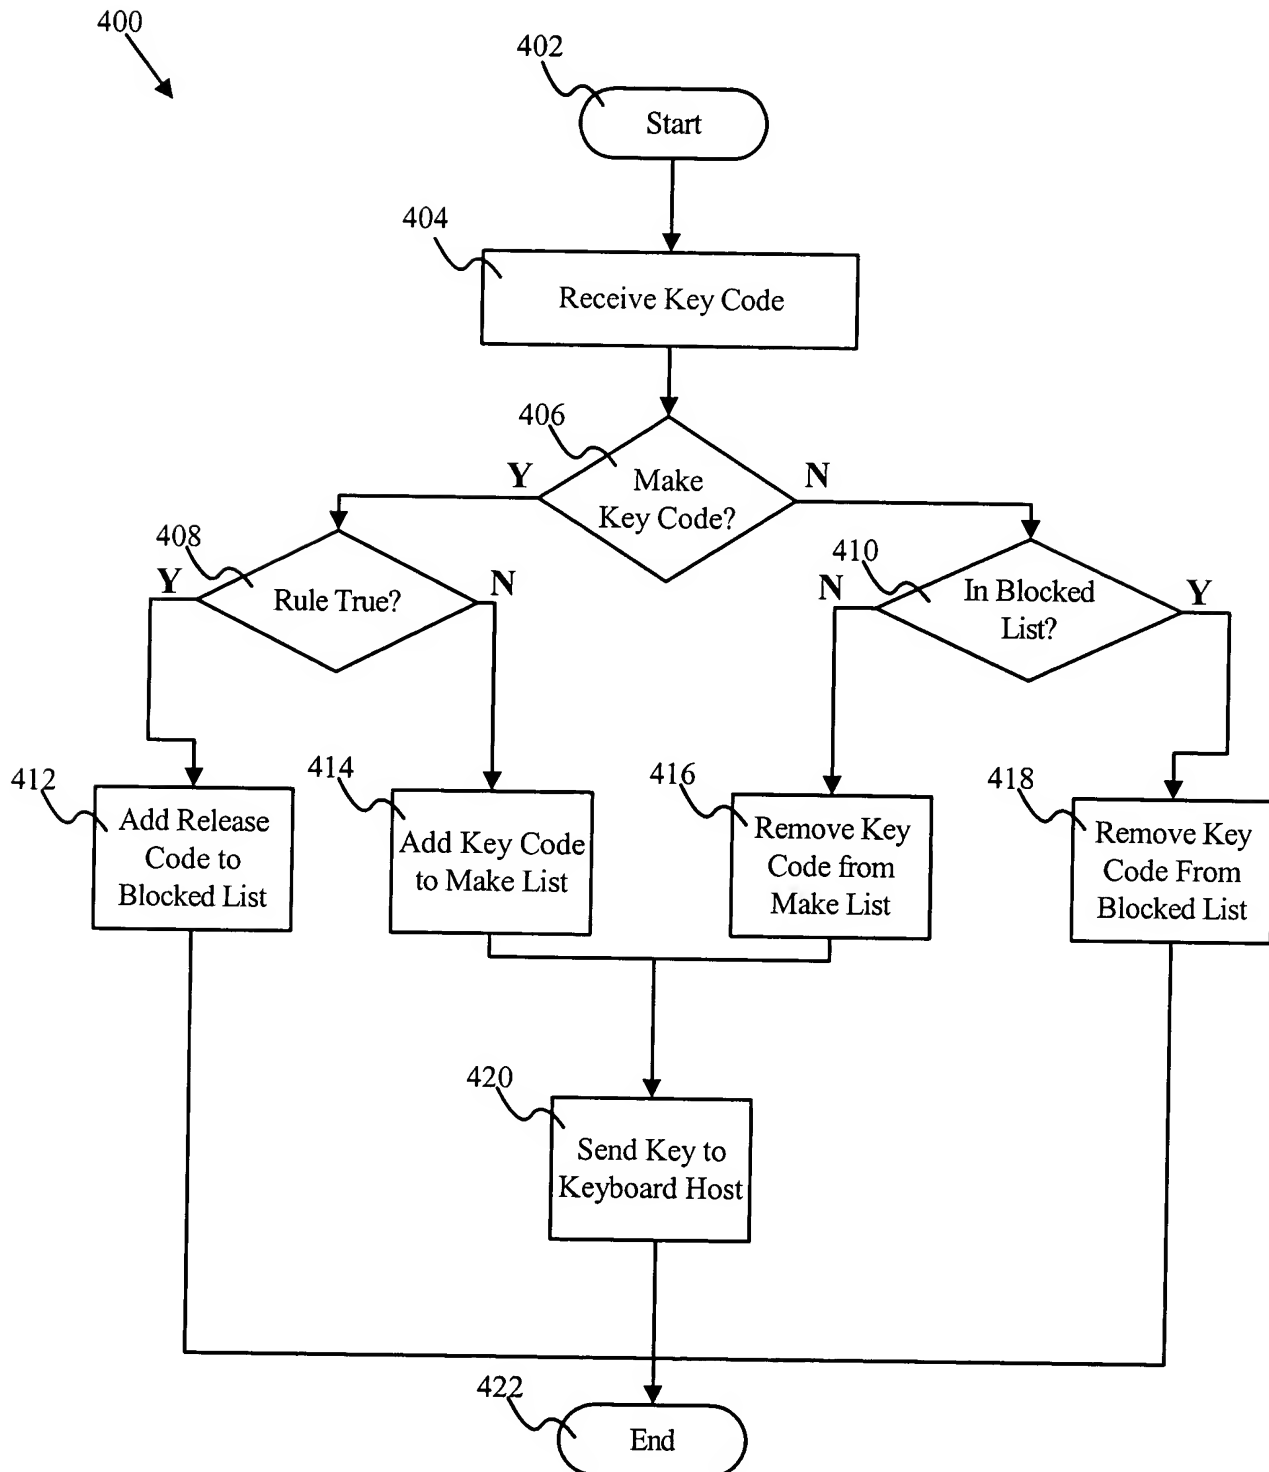 400
402
Start
404
Receive Key Code
406
Y
N
Make
Key Code?
408
Y
N
Rule True?
410
N
Y
In Blocked
List?
412
Add Release
Code to
Blocked List
414
Add Key Code
to Make List
416
Remove Key
Code from
Make List
418
Remove Key
Code From
Blocked List
420
Send Key to
Keyboard Host
422
End